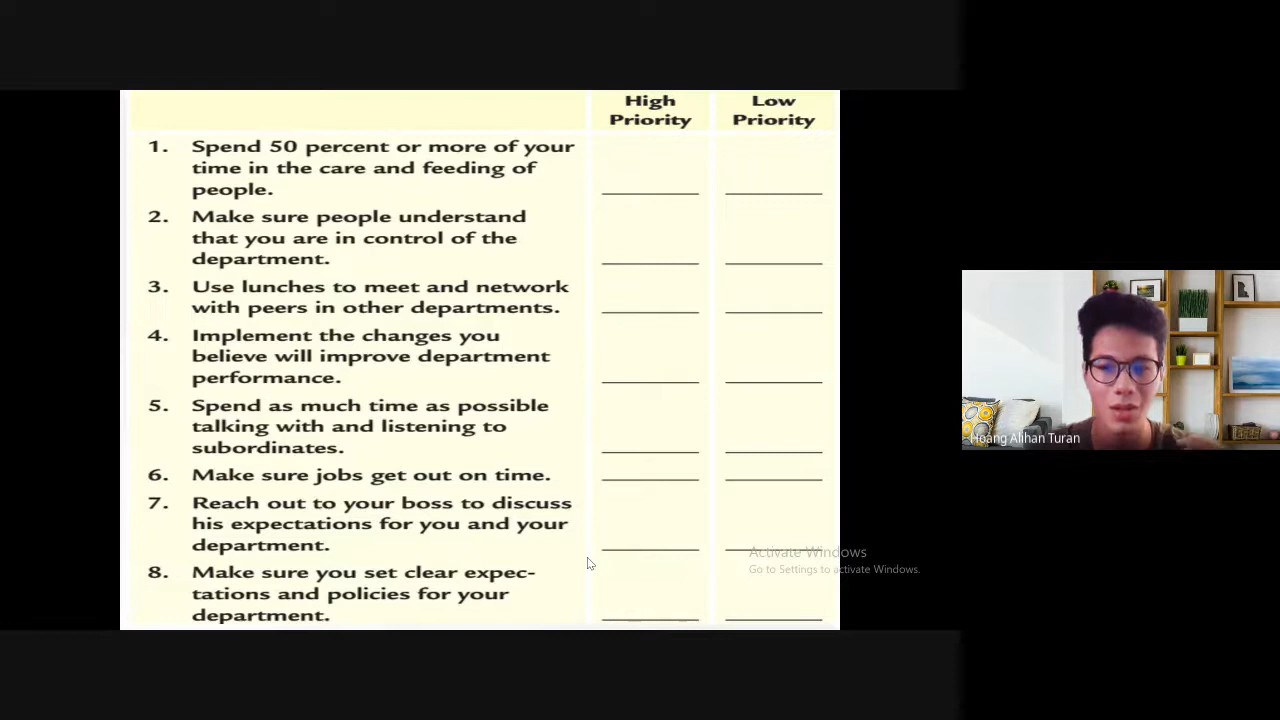 High Priority
Low Priority
1. Spend 50 percent or more of your
time in the care and feeding of
people.
2. Make sure people understand
that you are in control of the
department.
3. Use lunches to meet and network
with peers in other departments.
4. Implement the changes you
believe will improve department
performance.
5. Spend as much time as possible
talking with and listening to
subordinates.
6. Make sure jobs get out on time.
7. Reach out to your boss to discuss
his expectations for you and your
department.
8. Make sure you set clear expec-
tations and policies for your
department.
Activate Windows
Go to Settings to activate Windows.
Hoang Alihan Turan